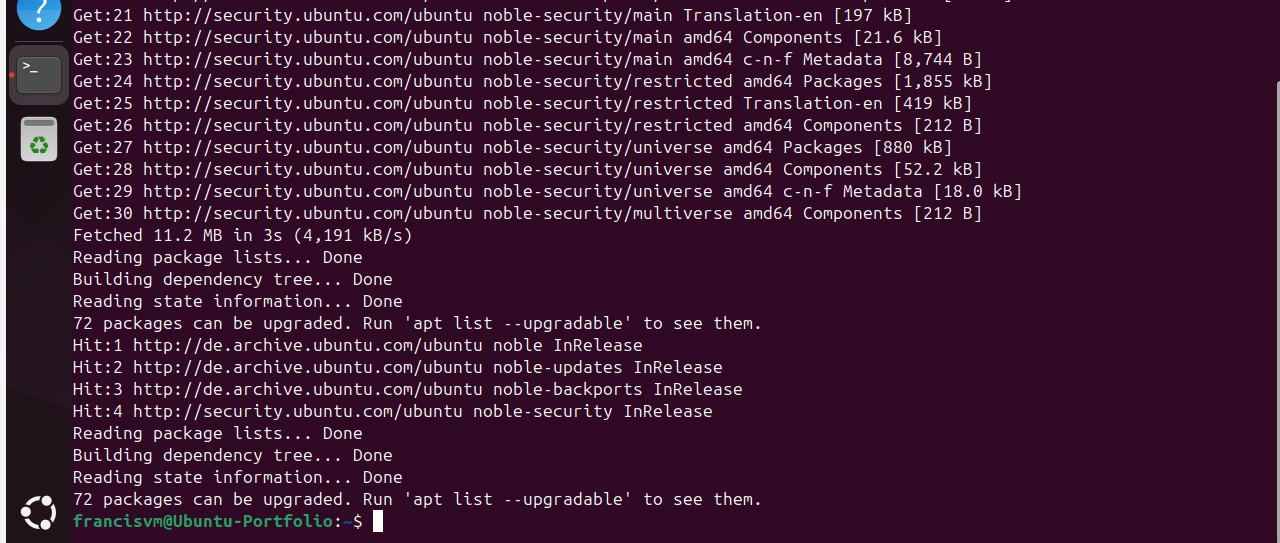 ?
Get:21 http://security.ubuntu.com/ubuntu noble-security/main Translation-en [197 kB]
Get:22 http://security.ubuntu.com/ubuntu noble-security/main amd64 Components [21.6 kB]
>_
Get:23 http://security.ubuntu.com/ubuntu noble-security/main amd64 c-n-f Metadata [8,744 B]
Get:24 http://security.ubuntu.com/ubuntu noble-security/restricted amd64 Packages [1,855 kB]
Get:25 http://security.ubuntu.com/ubuntu noble-security/restricted Translation-en [419 kB]
Get:26 http://security.ubuntu.com/ubuntu noble-security/restricted amd64 Components [212 B]
Get:27 http://security.ubuntu.com/ubuntu noble-security/universe amd64 Packages [880 kB]
Get:28 http://security.ubuntu.com/ubuntu noble-security/universe amd64 Components [52.2 kB]
Get:29 http://security.ubuntu.com/ubuntu noble-security/universe amd64 c-n-f Metadata [18.0 kB]
Get:30 http://security.ubuntu.com/ubuntu noble-security/multiverse amd64 Components [212 B]
Fetched 11.2 MB in 3s (4,191 kB/s)
Reading package lists... Done
Building dependency tree... Done
Reading state information... Done
72 packages can be upgraded. Run 'apt list --upgradable' to see them.
Hit:1 http://de.archive.ubuntu.com/ubuntu noble InRelease
Hit:2 http://de.archive.ubuntu.com/ubuntu noble-updates InRelease
Hit:3 http://de.archive.ubuntu.com/ubuntu noble-backports InRelease
Hit:4 http://security.ubuntu.com/ubuntu noble-security InRelease
Reading package lists... Done
Building dependency tree... Done
Reading state information... Done
72 packages can be upgraded. Run 'apt list --upgradable' to see them.
francisvm@Ubuntu-Portfolio:~$